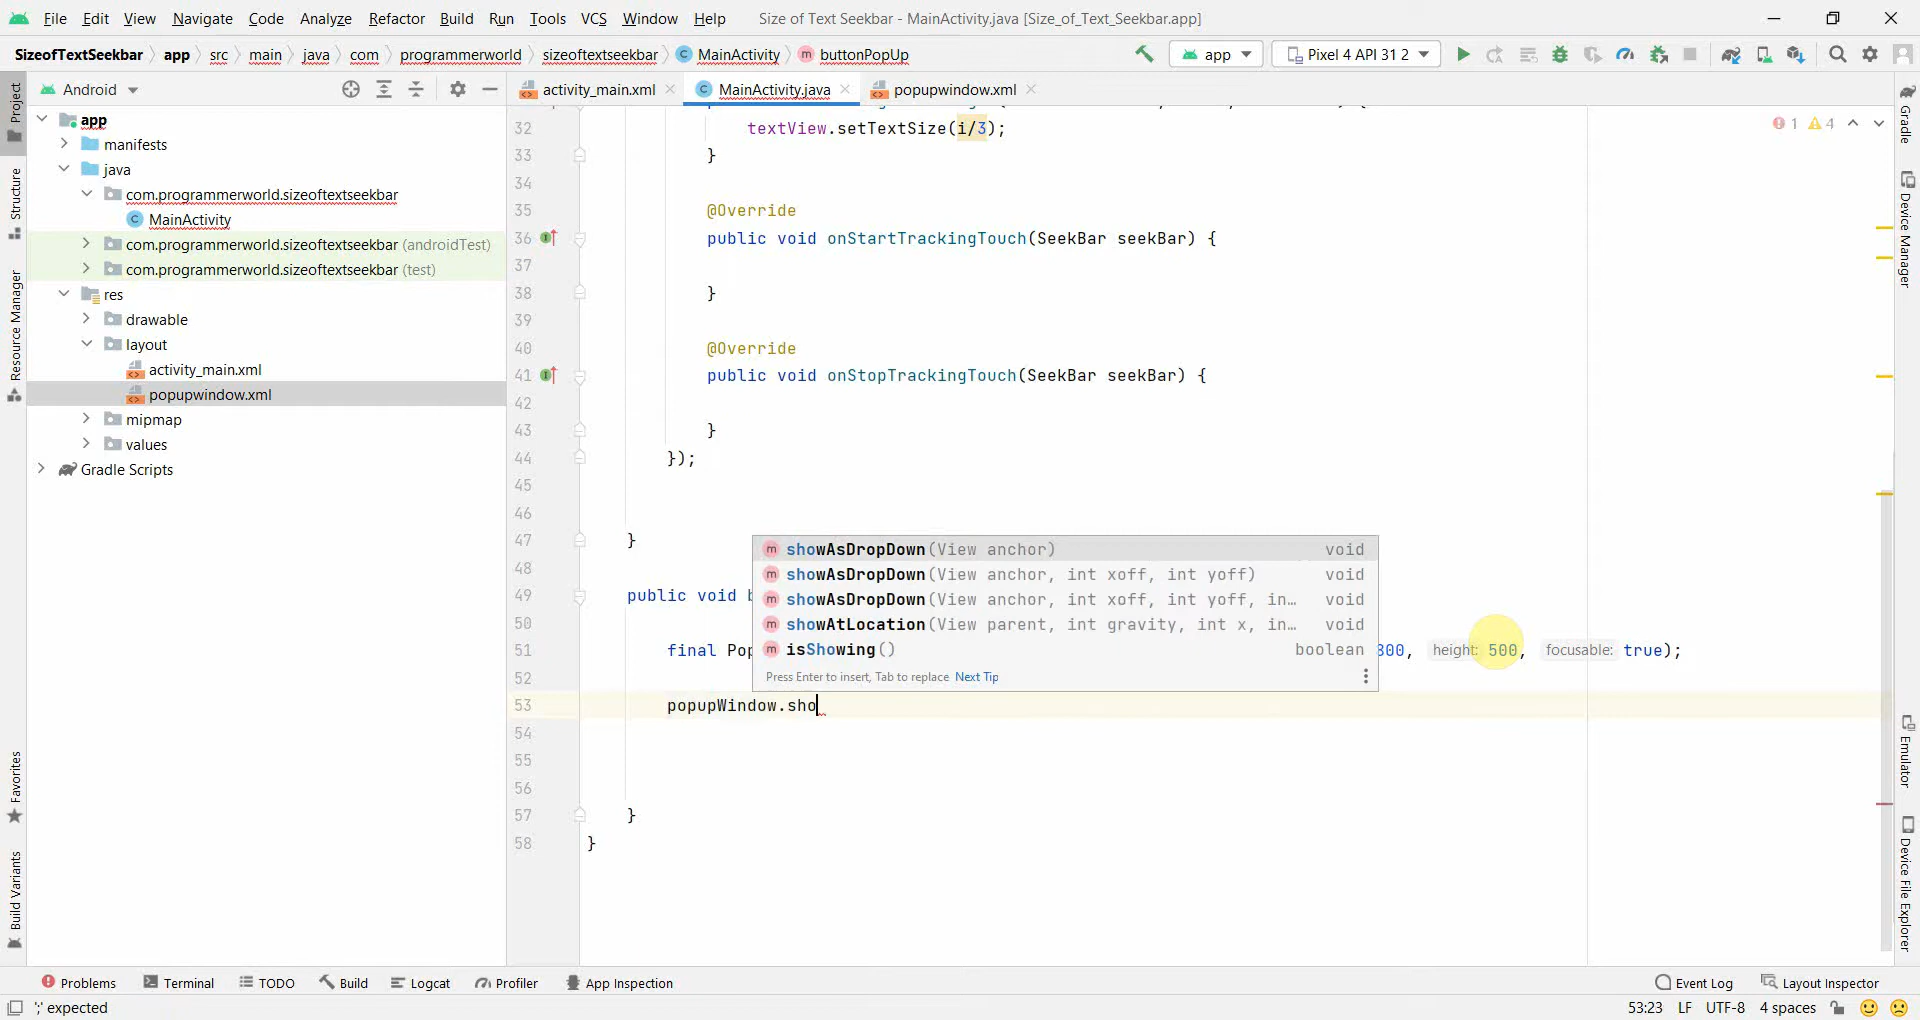 File Edit View Navigate Code Analyze Refactor Build Run Tools VCS Window Help Size of Text Seekbar - MainActivity.java [Size_of_Text_Seekbar.app]
SizeofTextSeekbar app src main java com programmerworld sizeoftextseekbar C MainActivity m buttonPopUp app Pixel 4 API 31 2
Android activity_main.xml MainActivity.java popupwindow.xml
app
manifests
java
com.programmerworld.sizeoftextseekbar
MainActivity
com.programmerworld.sizeoftextseekbar (androidTest)
com.programmerworld.sizeoftextseekbar (test)
res
drawable
layout
activity_main.xml
popupwindow.xml
mipmap
values
Gradle Scripts
1 4
32 textView.setTextSize(i/3);
33 }
34
35 @Override
36 public void onStartTrackingTouch(SeekBar seekBar) {
37
38 }
39
40 @Override
41 public void onStopTrackingTouch(SeekBar seekBar) {
42
43 }
44 });
45
46
47 }
48
49 public void b
50
51 final Pop 300, height: 500, focusable: true);
52
53 popupWindow.sho
54
55
56
57 }
58 }
m showAsDropDown(View anchor) void
m showAsDropDown(View anchor, int xoff, int yoff) void
m showAsDropDown(View anchor, int xoff, int yoff, in… void
m showAtLocation(View parent, int gravity, int x, in… void
m isShowing() boolean
Press Enter to insert, Tab to replace Next Tip
Project
Structure
Resource Manager
Favorites
Build Variants
Gradle
Device Manager
Emulator
Device File Explorer
Problems Terminal TODO Build Logcat Profiler App Inspection Event Log Layout Inspector
';' expected 53:23 LF UTF-8 4 spaces